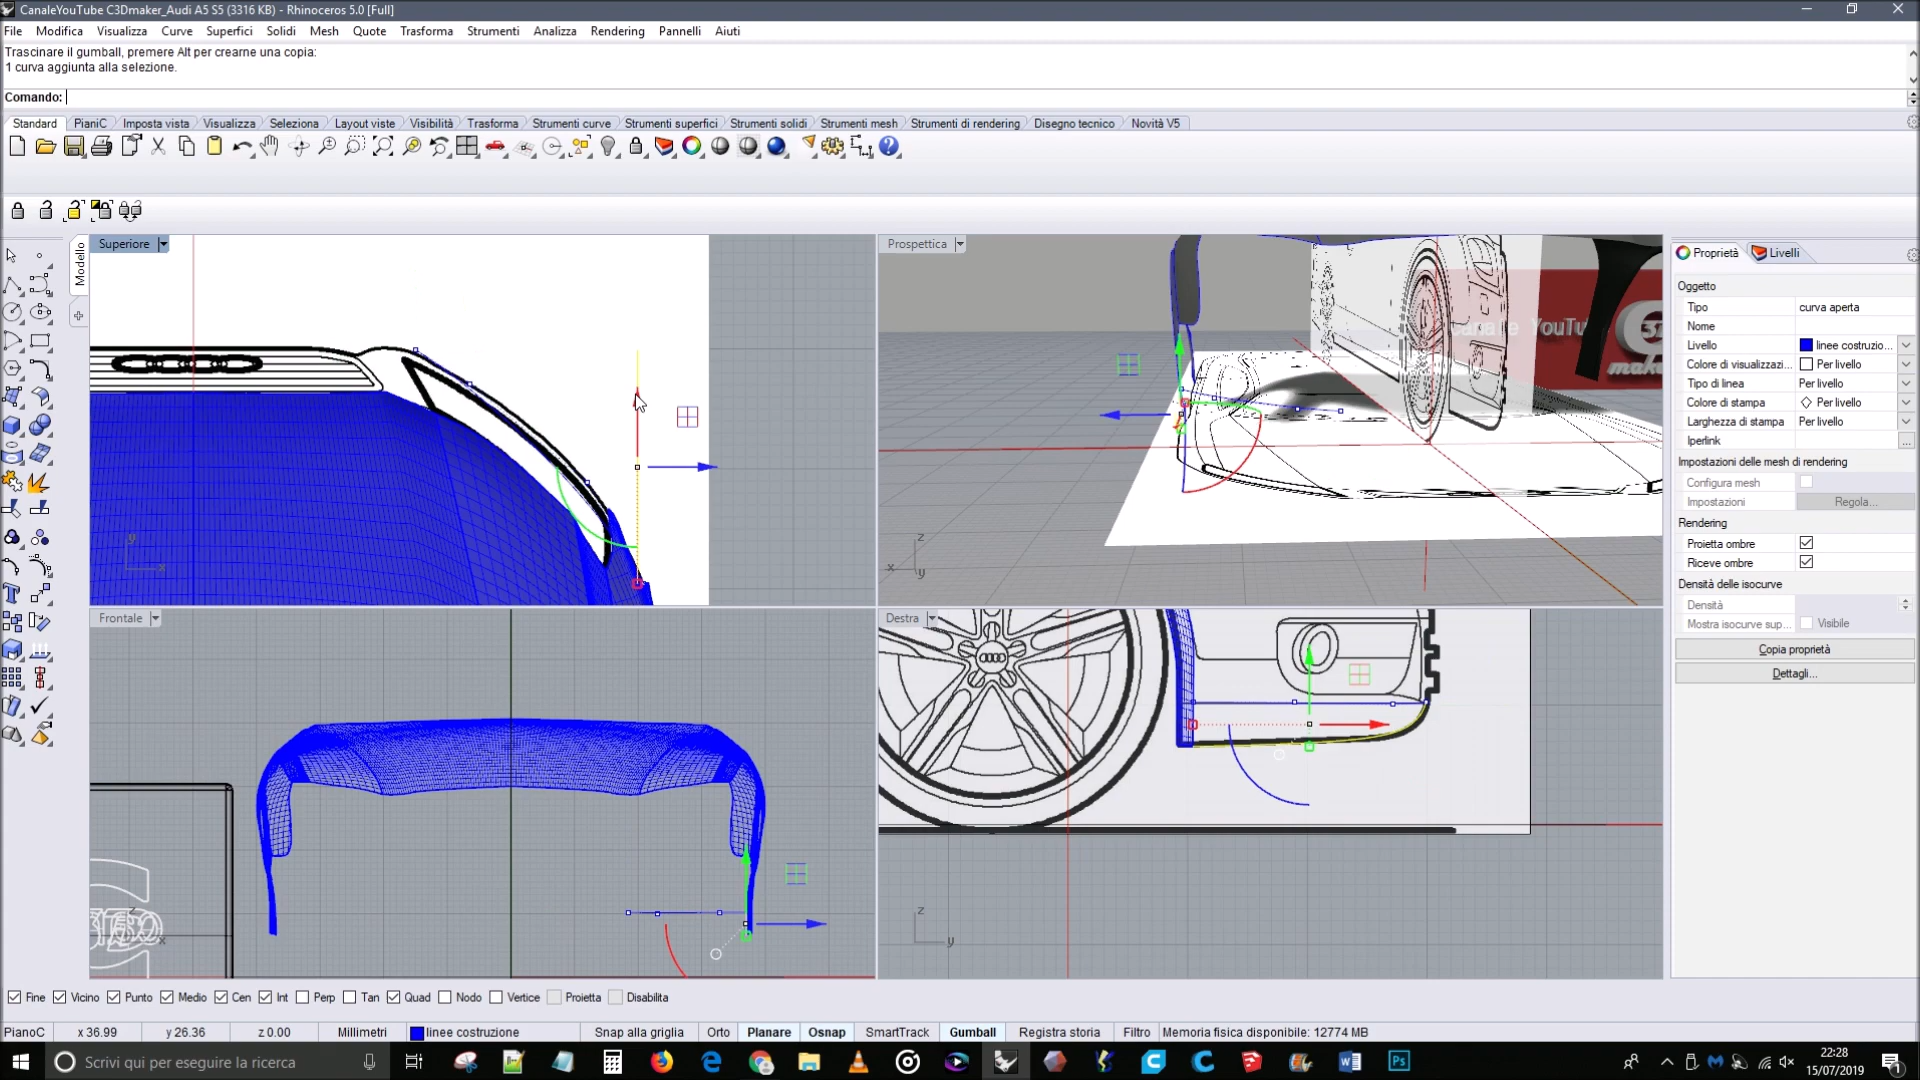 CanaleYouTube C3Dmaker_Audi A5 S5 (3316 KB) - Rhinoceros 5.0 [Full]
File Modifica Visualizza Curve Superfici Solidi Mesh Quote Trasforma Strumenti Analizza Rendering Pannelli Aiuti
Trascinare il gumball, premere Alt per crearne una copia:
1 curva aggiunta alla selezione.
Comando:
Standard PianiC Imposta vista Visualizza Seleziona Layout viste Visibilità Trasforma Strumenti curve Strumenti superfici Strumenti solidi Strumenti mesh Strumenti di rendering Disegno tecnico Novità V5
Modello
Superiore
Prospettica
Frontale
Destra
Proprietà Livelli
Oggetto
Tipo curva aperta
Nome
Livello linee costruzio...
Colore di visualizzazi... Per livello
Tipo di linea Per livello
Colore di stampa Per livello
Larghezza di stampa Per livello
Iperlink ...
Impostazioni delle mesh di rendering
Configura mesh
Impostazioni Regola...
Rendering
Proietta ombre
Riceve ombre
Densità delle isocurve
Densità
Mostra isocurve sup... Visibile
Copia proprietà
Dettagli...
y
x
z
x y
z
x
z
y
Fine Vicino Punto Medio Cen Int Perp Tan Quad Nodo Vertice Proietta Disabilita
PianoC x 36.99 y 26.36 z 0.00 Millimetri linee costruzione Snap alla griglia Orto Planare Osnap SmartTrack Gumball Registra storia Filtro Memoria fisica disponibile: 12774 MB
Scrivi qui per eseguire la ricerca
22:28
15/07/2019
1